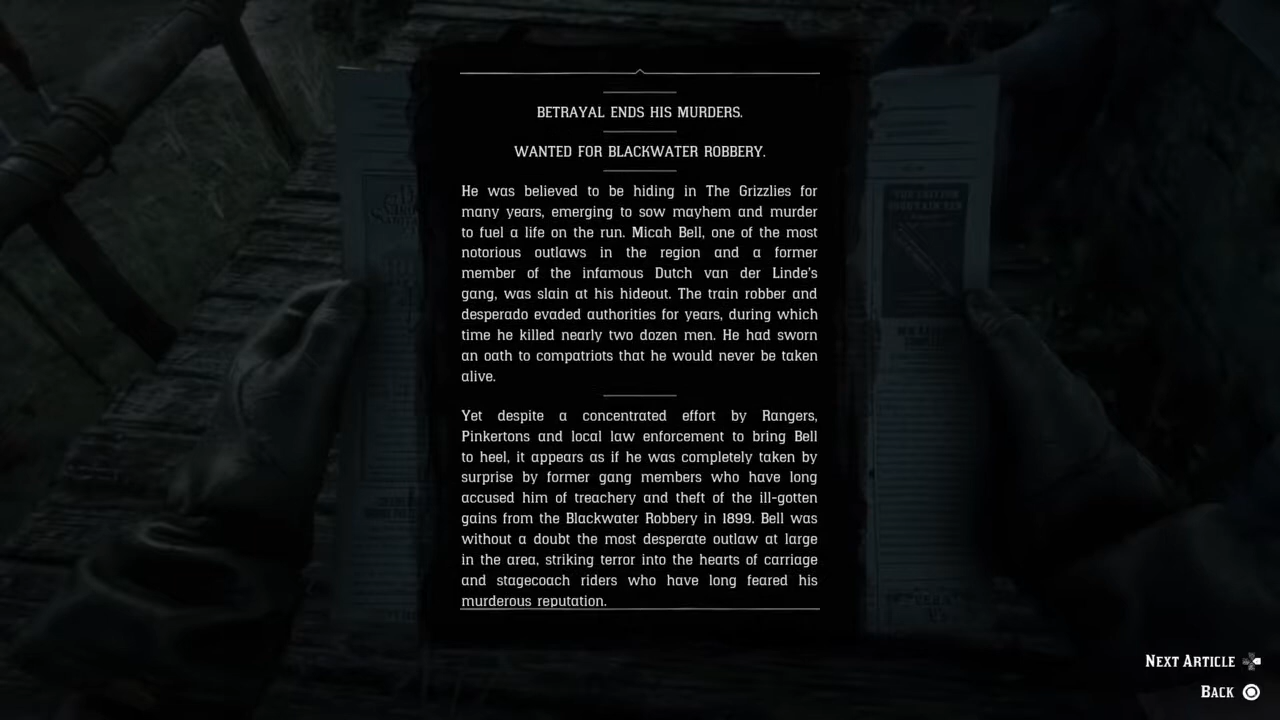 BETRAYAL ENDS HIS MURDERS.
WANTED FOR BLACKWATER ROBBERY.
He was believed to be hiding in The Grizzlies for
many years, emerging to sow mayhem and murder
to fuel a life on the run. Micah Bell, one of the most
notorious outlaws in the region and a former
member of the infamous Dutch van der Linde's
gang, was slain at his hideout. The train robber and
desperado evaded authorities for years, during which
time he killed nearly two dozen men. He had sworn
an oath to compatriots that he would never be taken
alive.
Yet despite a concentrated effort by Rangers,
Pinkertons and local law enforcement to bring Bell
to heel, it appears as if he was completely taken by
surprise by former gang members who have long
accused him of treachery and theft of the ill-gotten
gains from the Blackwater Robbery in 1899. Bell was
without a doubt the most desperate outlaw at large
in the area, striking terror into the hearts of carriage
and stagecoach riders who have long feared his
murderous reputation.
NEXT ARTICLE
BACK